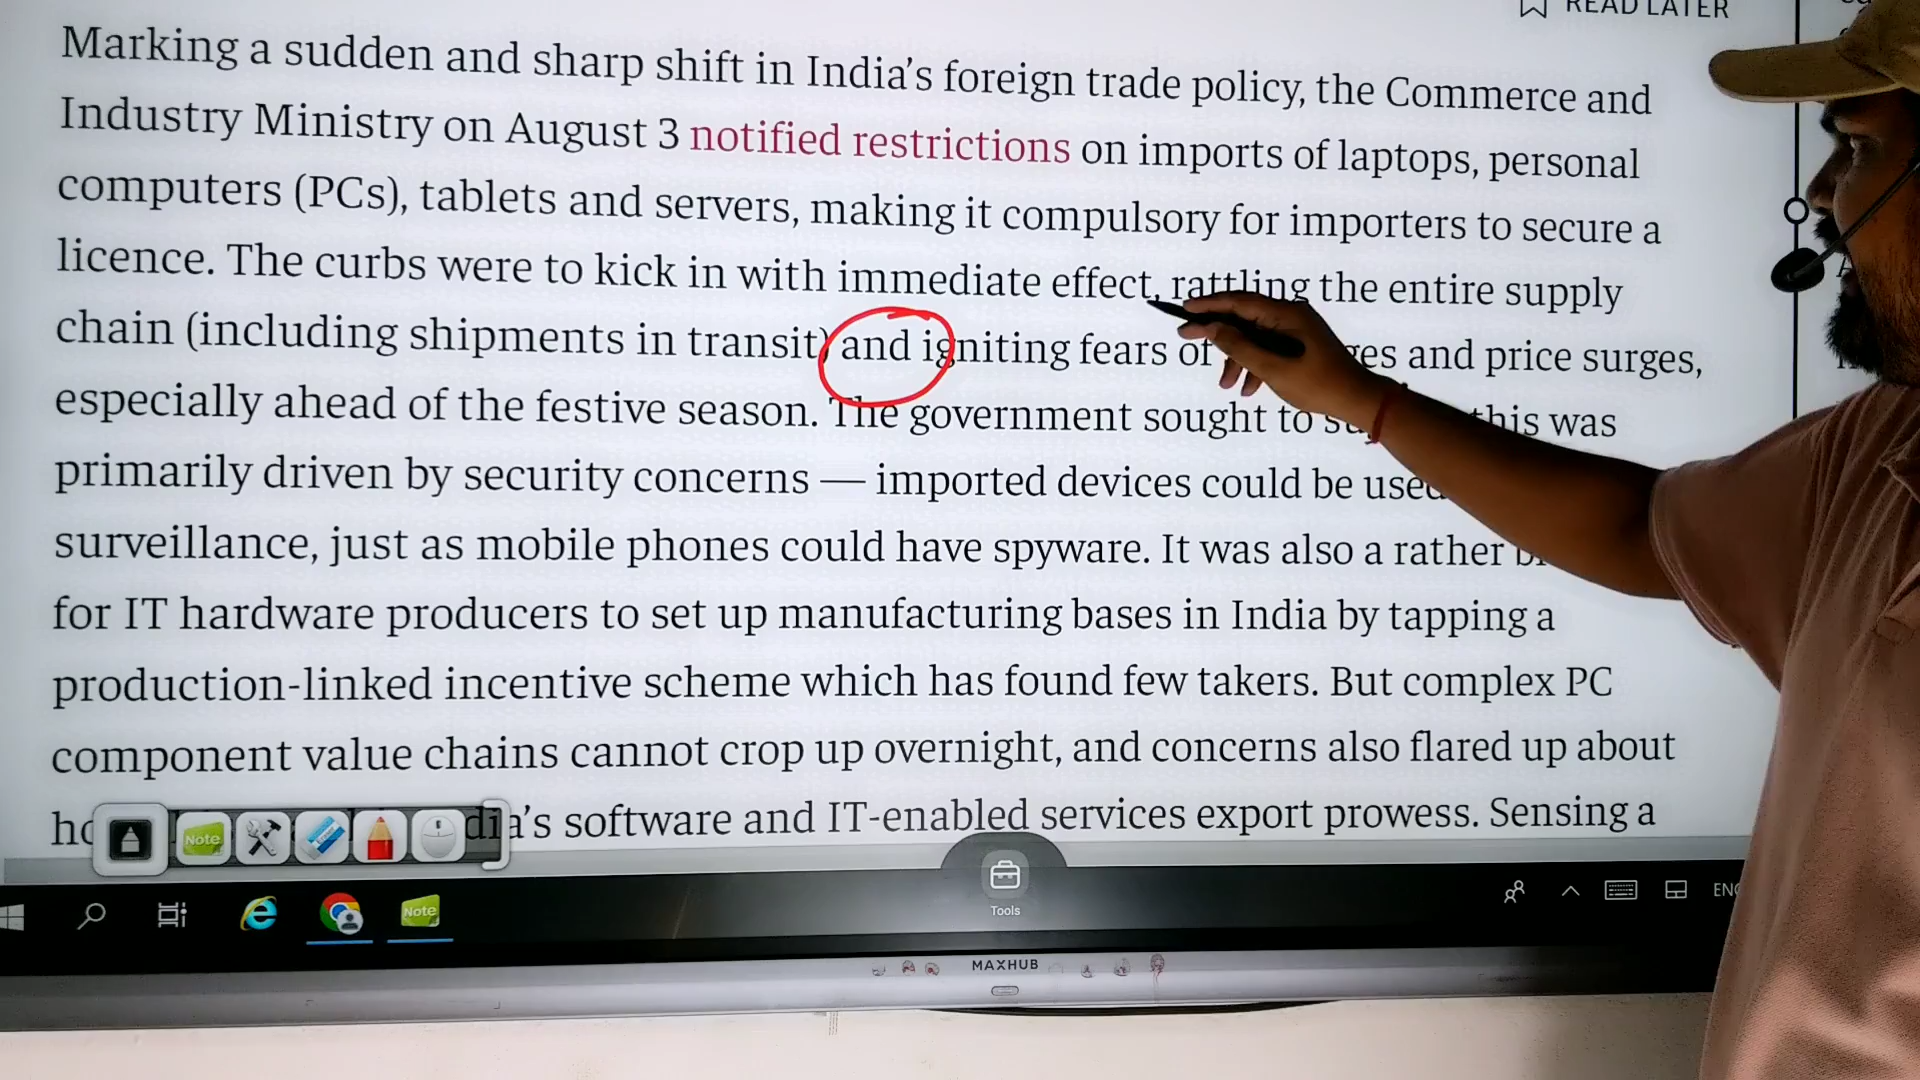 READ LATER
Marking a sudden and sharp shift in India's foreign trade policy, the Commerce and
Industry Ministry on August 3 notified restrictions on imports of laptops, personal
computers (PCs), tablets and servers, making it compulsory for importers to secure a
licence. The curbs were to kick in with immediate effect, rattling the entire supply
chain (including shipments in transit) and igniting fears of and price surges,
especially ahead of the festive season. The government sought to this was
primarily driven by security concerns — imported devices could be used
surveillance, just as mobile phones could have spyware. It was also a rather
for IT hardware producers to set up manufacturing bases in India by tapping a
production-linked incentive scheme which has found few takers. But complex PC
component value chains cannot crop up overnight, and concerns also flared up about
India's software and IT-enabled services export prowess. Sensing a
Note
Tools
Note
ENG
MAXHUB